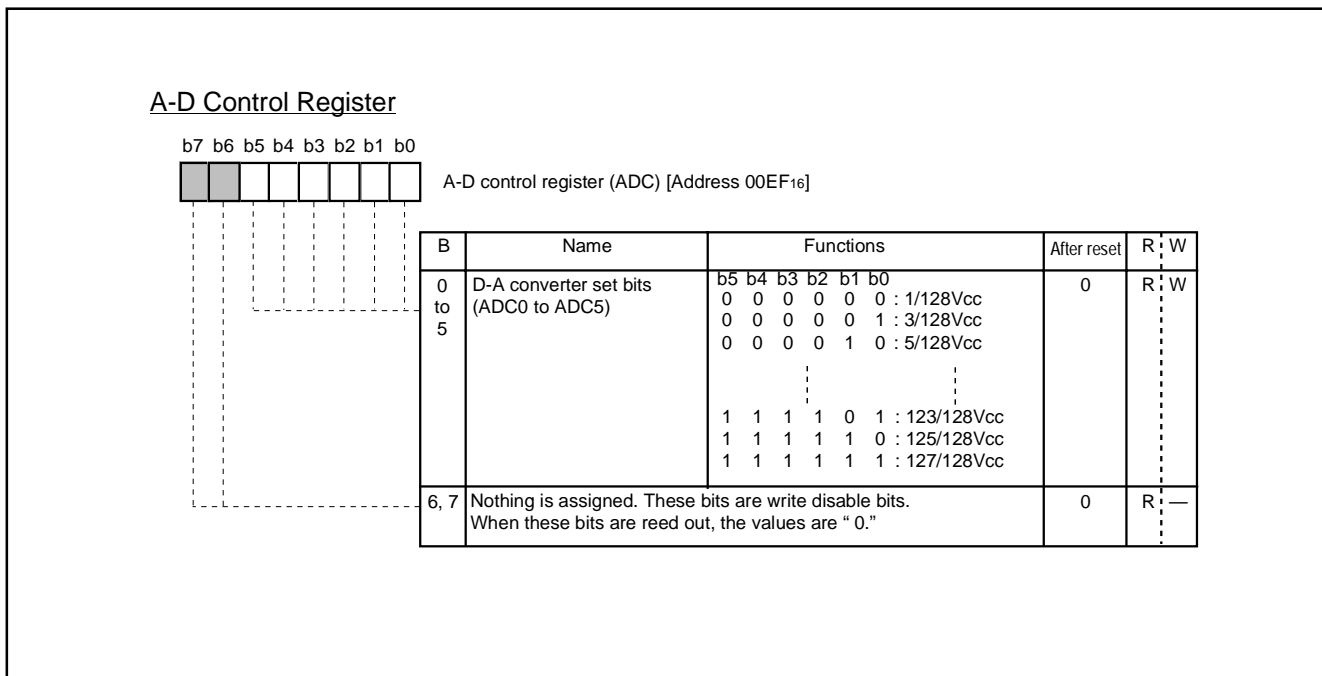 A-D Control Register
b7 b6 b5 b4 b3 b2 b1 b0
A-D control register (ADC) [Address 00EF16]
B Name Functions After reset R W
0 to 5 D-A converter set bits (ADC0 to ADC5) 0 R W
b5 b4 b3 b2 b1 b0
0 0 0 0 0 0 : 1/128Vcc
0 0 0 0 0 1 : 3/128Vcc
0 0 0 0 1 0 : 5/128Vcc
1 1 1 1 0 1 : 123/128Vcc
1 1 1 1 1 0 : 125/128Vcc
1 1 1 1 1 1 : 127/128Vcc
6, 7 Nothing is assigned. These bits are write disable bits. 0 R —
When these bits are reed out, the values are “ 0.”